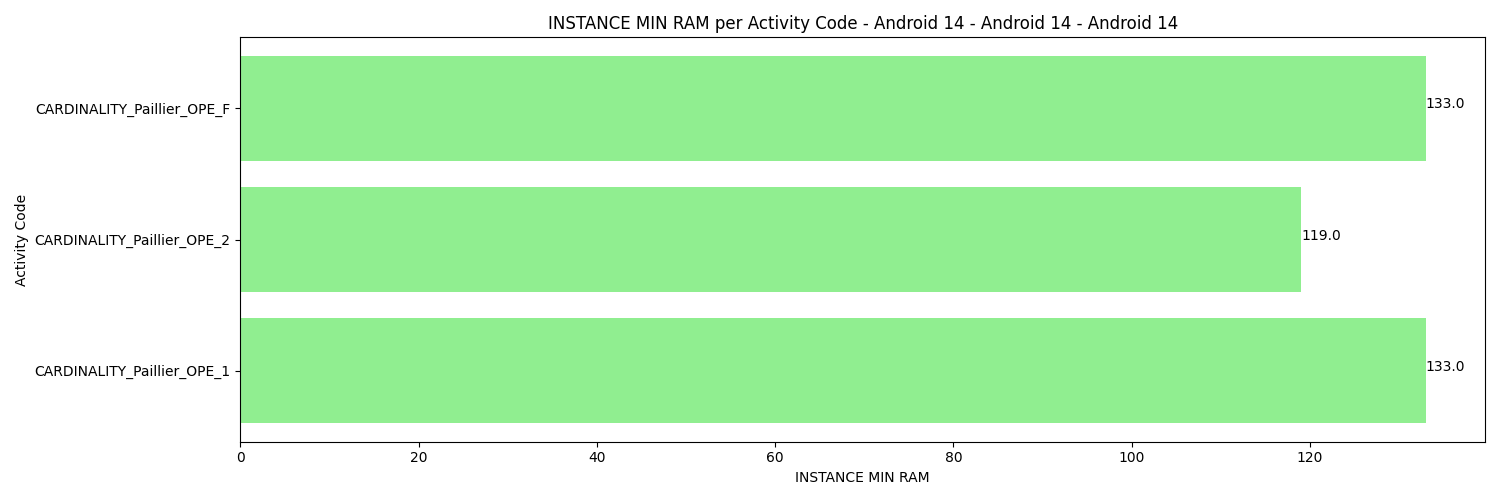 INSTANCE MIN RAM per Activity Code - Android 14 - Android 14 - Android 14
CARDINALITY_Paillier_OPE_F
133.0
CARDINALITY_Paillier_OPE_2
119.0
CARDINALITY_Paillier_OPE_1
133.0
Activity Code
0 20 40 60 80 100 120
INSTANCE MIN RAM